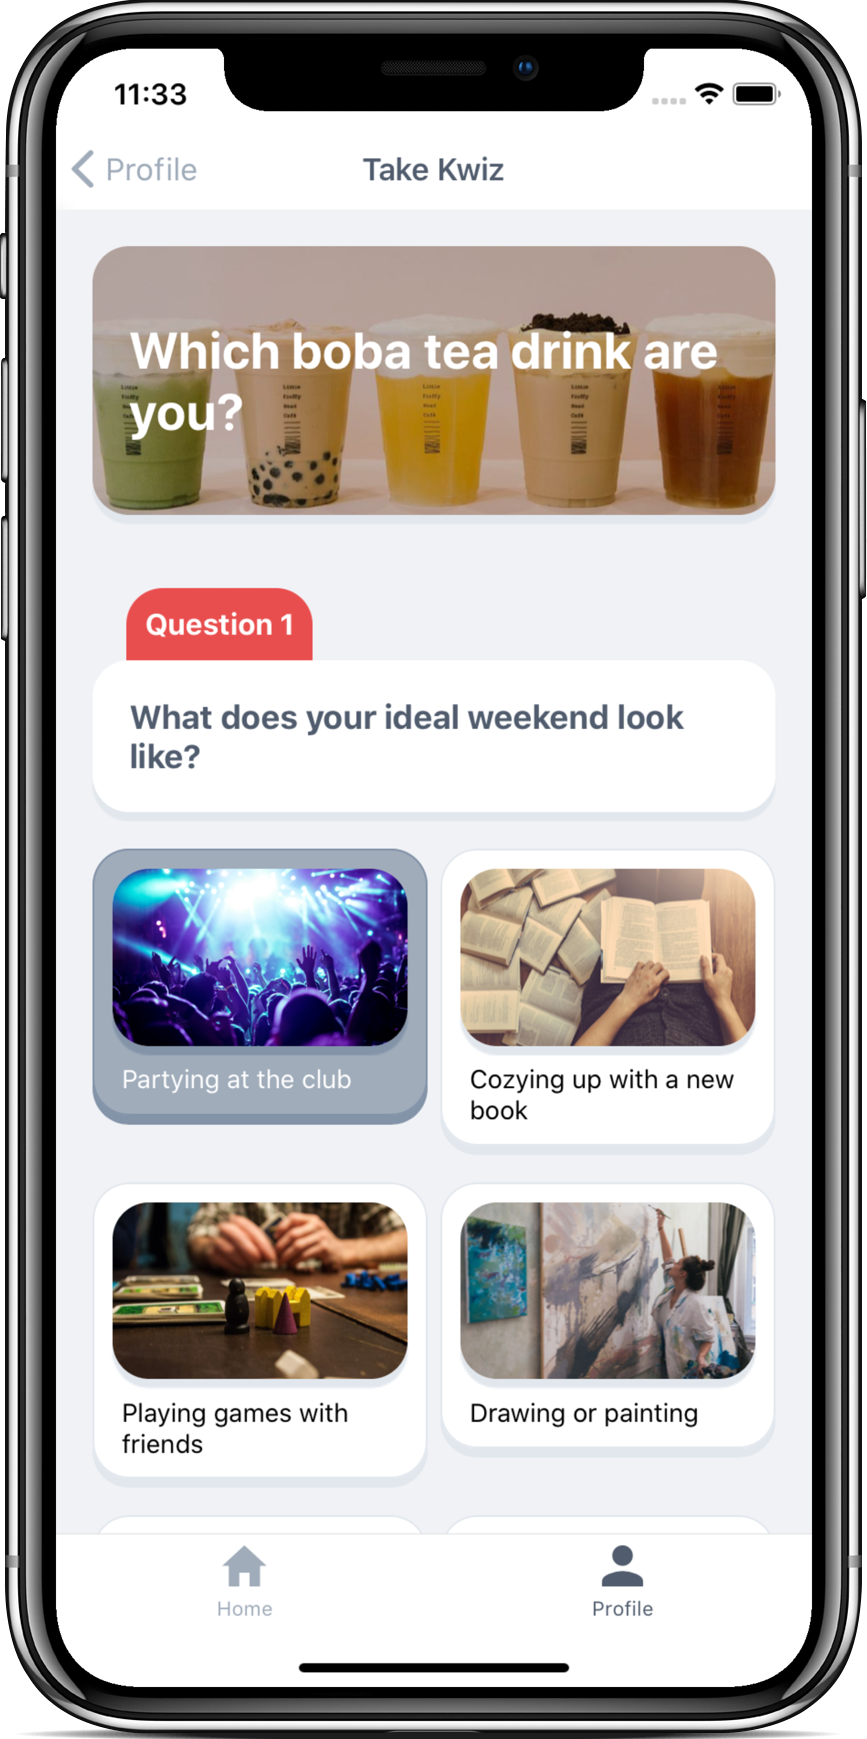 11:33
Profile
Take Kwiz
Which boba tea drink are
you?
Question 1
What does your ideal weekend look
like?
Partying at the club
Cozying up with a new
book
Playing games with
friends
Drawing or painting
Home
Profile